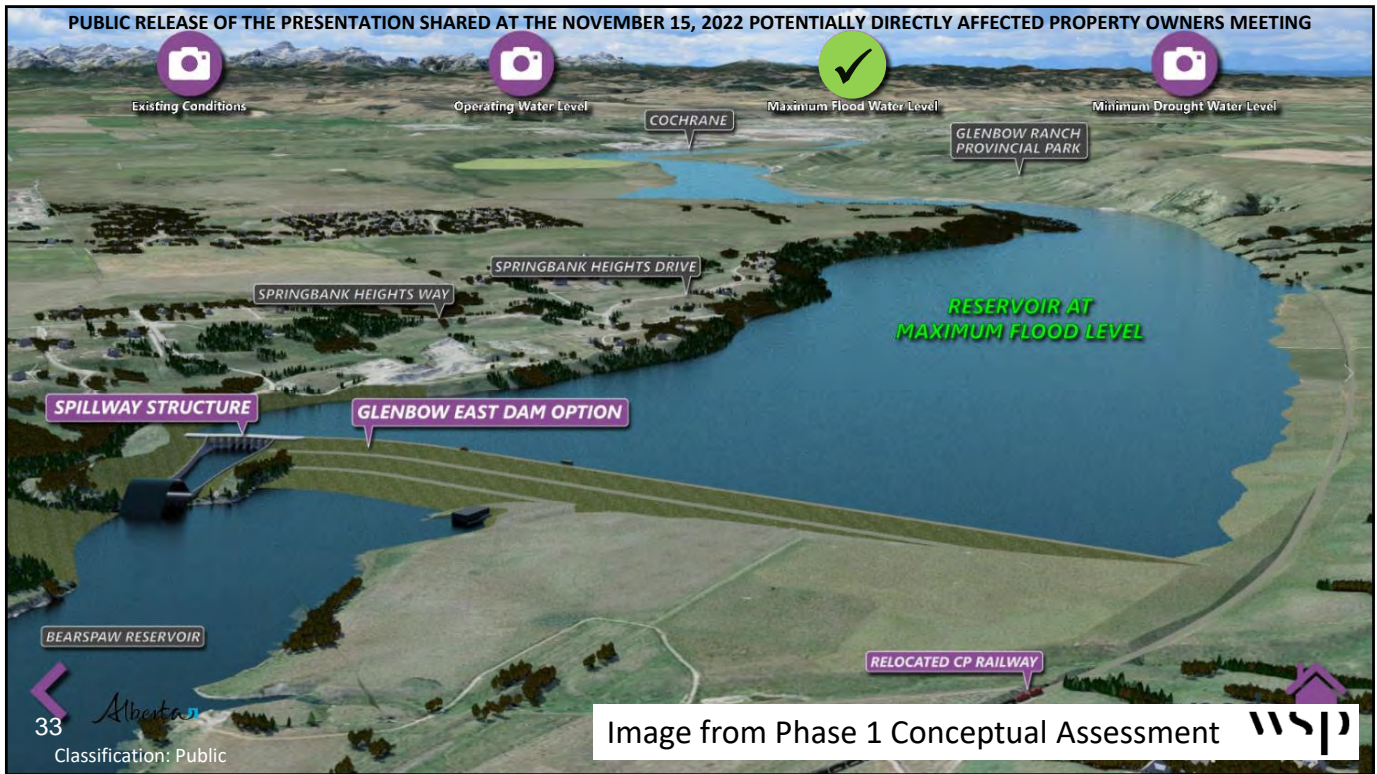 PUBLIC RELEASE OF THE PRESENTATION SHARED AT THE NOVEMBER 15, 2022 POTENTIALLY DIRECTLY AFFECTED PROPERTY OWNERS MEETING
Existing Conditions
Operating Water Level
Maximum Flood Water Level
Minimum Drought Water Level
COCHRANE
GLENBOW RANCH
PROVINCIAL PARK
SPRINGBANK HEIGHTS DRIVE
SPRINGBANK HEIGHTS WAY
RESERVOIR AT
MAXIMUM FLOOD LEVEL
SPILLWAY STRUCTURE
GLENBOW EAST DAM OPTION
BEARSPAW RESERVOIR
RELOCATED CP RAILWAY
33
Alberta
Classification: Public
Image from Phase 1 Conceptual Assessment
wsp